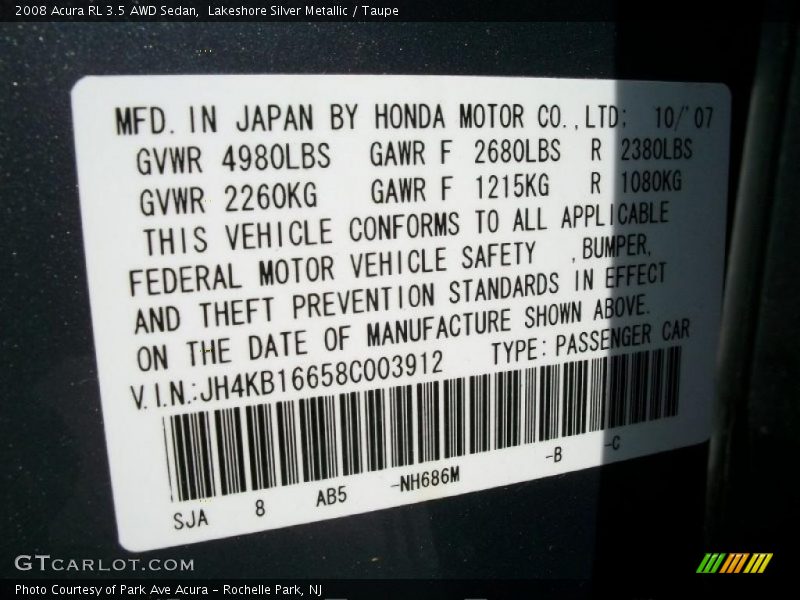 2008 Acura RL 3.5 AWD Sedan,  Lakeshore Silver Metallic / Taupe
MFD. IN JAPAN BY HONDA MOTOR CO.,LTD; 10/'07
GVWR 4980LBS GAWR F 2680LBS R 2380LBS
GVWR 2260KG GAWR F 1215KG R 1080KG
THIS VEHICLE CONFORMS TO ALL APPLICABLE
FEDERAL MOTOR VEHICLE SAFETY ,BUMPER,
AND THEFT PREVENTION STANDARDS IN EFFECT
ON THE DATE OF MANUFACTURE SHOWN ABOVE.
V.I.N.:JH4KB16658C003912 TYPE: PASSENGER CAR
SJA 8 AB5 -NH686M -B -C
GTCARLOT.COM
Photo Courtesy of Park Ave Acura – Rochelle Park, NJ